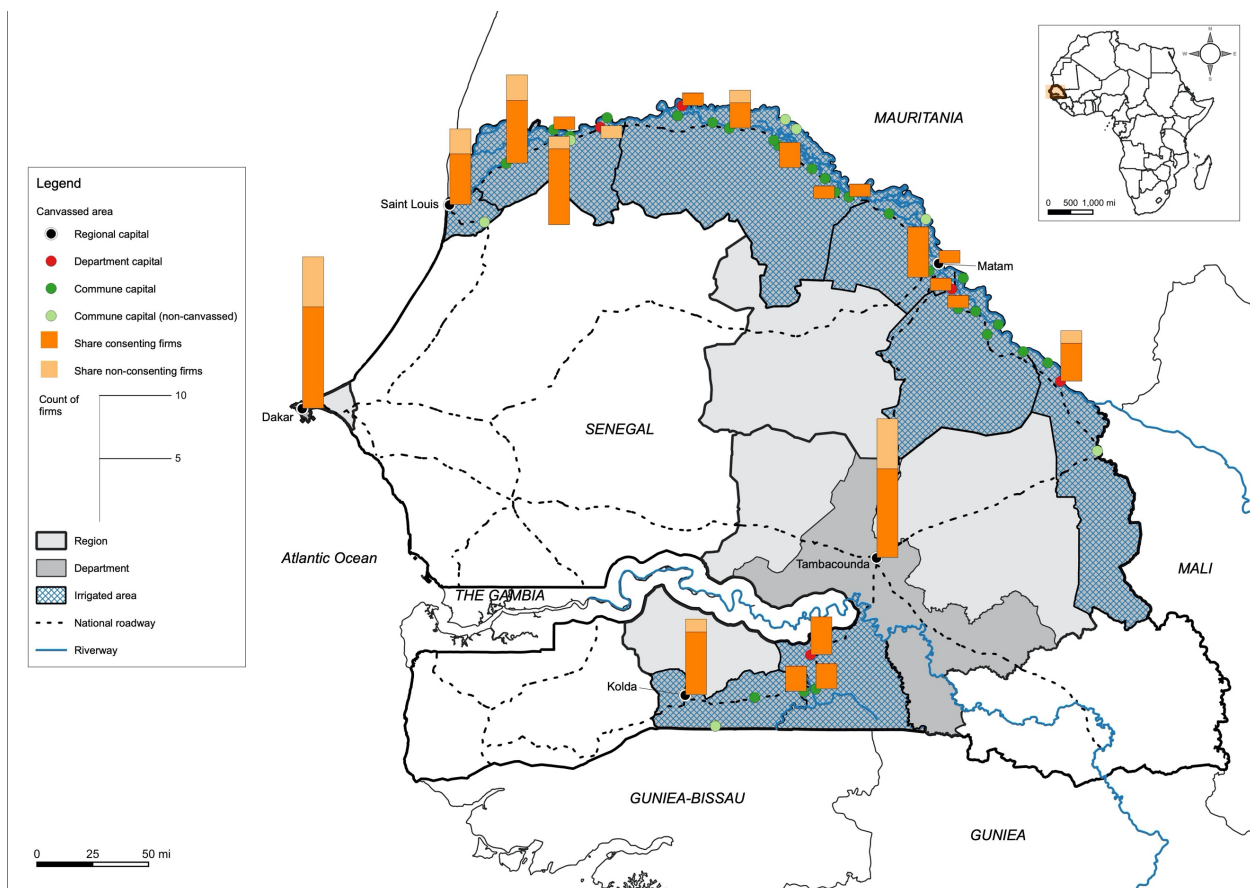 Legend
Canvassed area
Regional capital
Department capital
Commune capital
Commune capital (non-canvassed)
Share consenting firms
Share non-consenting firms
Count of
firms
10
5
Region
Department
Irrigated area
National roadway
Riverway
0 25 50 mi
MAURITANIA
Saint Louis
Matam
Dakar
SENEGAL
Atlantic Ocean
Tambacounda
THE GAMBIA
MALI
Kolda
GUNIEA-BISSAU
GUNIEA
N
W
E
S
0 500 1,000 mi